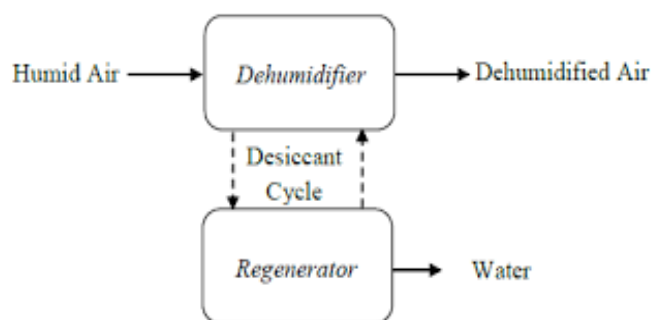 Humid Air
Dehumidifier
Dehumidified Air
Desiccant
Cycle
Regenerator
Water